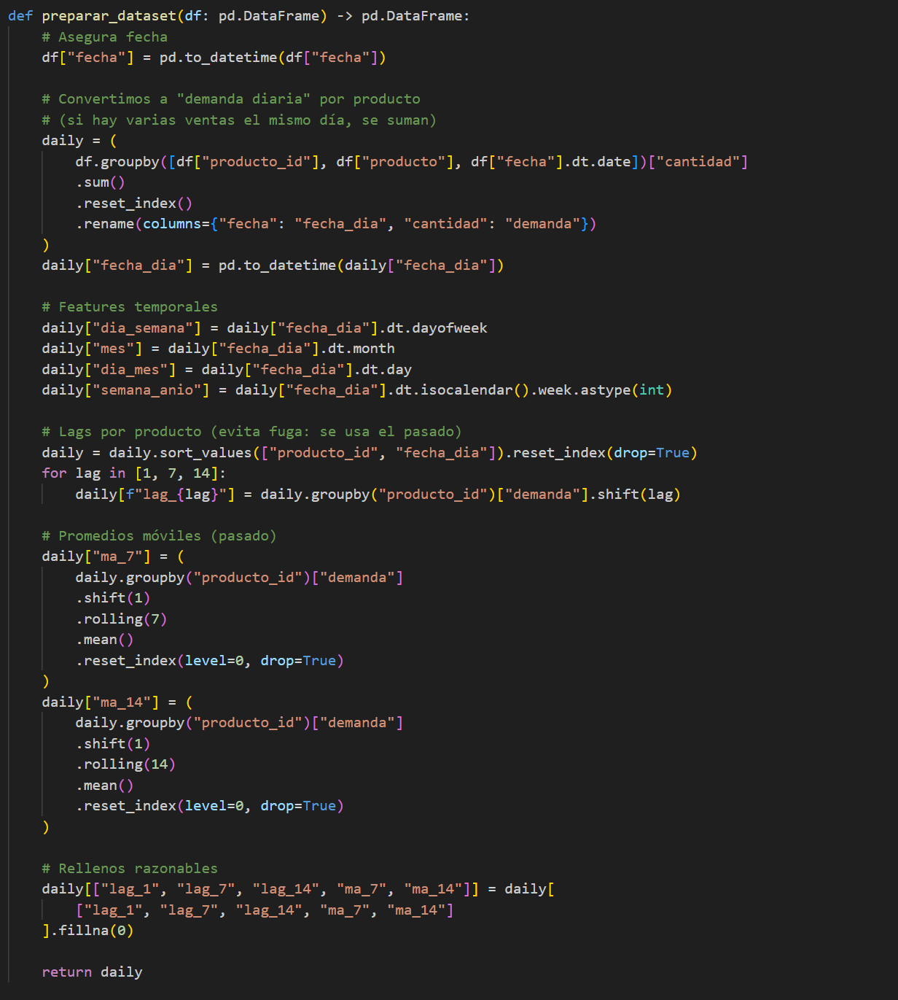 def preparar_dataset(df: pd.DataFrame) -> pd.DataFrame:
    # Asegura fecha
    df["fecha"] = pd.to_datetime(df["fecha"])

    # Convertimos a "demanda diaria" por producto
    # (si hay varias ventas el mismo día, se suman)
    daily = (
        df.groupby([df["producto_id"], df["producto"], df["fecha"].dt.date])["cantidad"]
        .sum()
        .reset_index()
        .rename(columns={"fecha": "fecha_dia", "cantidad": "demanda"})
    )
    daily["fecha_dia"] = pd.to_datetime(daily["fecha_dia"])

    # Features temporales
    daily["dia_semana"] = daily["fecha_dia"].dt.dayofweek
    daily["mes"] = daily["fecha_dia"].dt.month
    daily["dia_mes"] = daily["fecha_dia"].dt.day
    daily["semana_anio"] = daily["fecha_dia"].dt.isocalendar().week.astype(int)

    # Lags por producto (evita fuga: se usa el pasado)
    daily = daily.sort_values(["producto_id", "fecha_dia"]).reset_index(drop=True)
    for lag in [1, 7, 14]:
        daily[f"lag_{lag}"] = daily.groupby("producto_id")["demanda"].shift(lag)

    # Promedios móviles (pasado)
    daily["ma_7"] = (
        daily.groupby("producto_id")["demanda"]
        .shift(1)
        .rolling(7)
        .mean()
        .reset_index(level=0, drop=True)
    )
    daily["ma_14"] = (
        daily.groupby("producto_id")["demanda"]
        .shift(1)
        .rolling(14)
        .mean()
        .reset_index(level=0, drop=True)
    )

    # Rellenos razonables
    daily[["lag_1", "lag_7", "lag_14", "ma_7", "ma_14"]] = daily[
        ["lag_1", "lag_7", "lag_14", "ma_7", "ma_14"]
    ].fillna(0)

    return daily